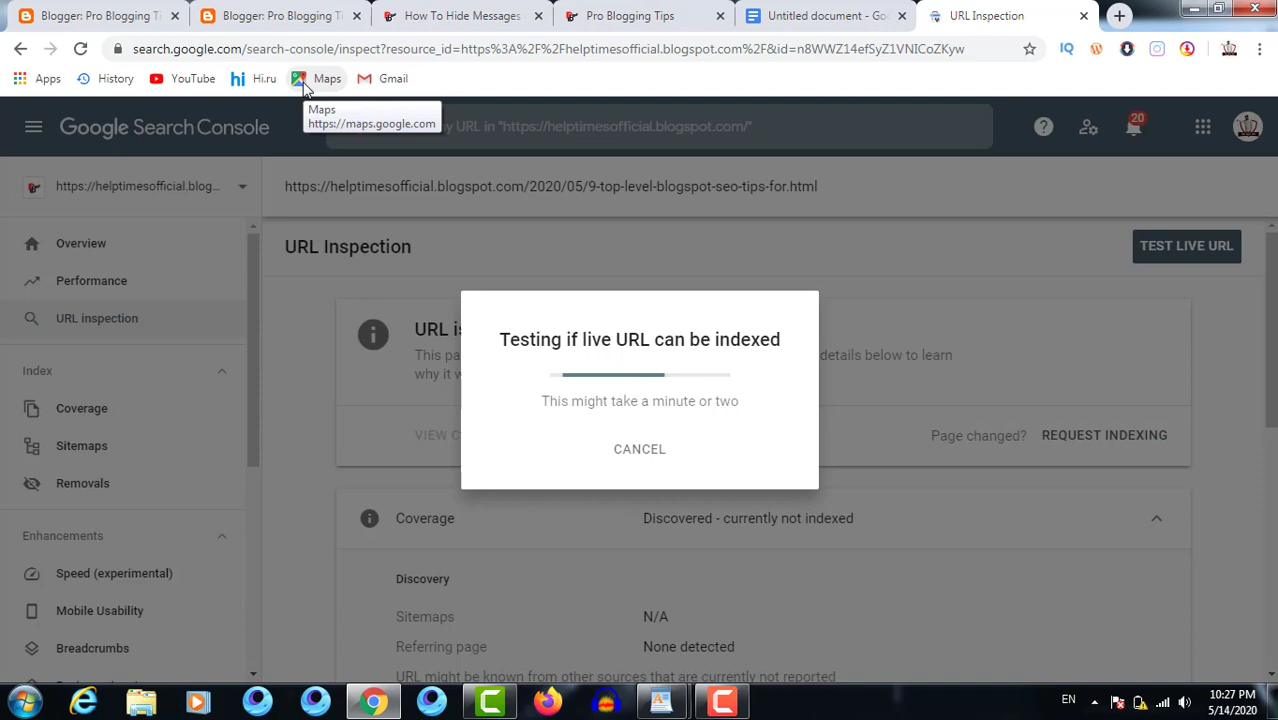 Blogger: Pro Blogging Ti
Blogger: Pro Blogging Ti
How To Hide Messages
Pro Blogging Tips
Untitled document - Goo
URL Inspection
search.google.com/search-console/inspect?resource_id=https%3A%2F%2Fhelptimesofficial.blogspot.com%2F&id=n8WWZ14efSyZ1VNICoZKyw
IQ
Apps
History
YouTube
hi Hi.ru
Maps
Gmail
Maps
https://maps.google.com
Google Search Console
y URL in "https://helptimesofficial.blogspot.com/"
20
https://helptimesofficial.blog...
https://helptimesofficial.blogspot.com/2020/05/9-top-level-blogspot-seo-tips-for.html
Overview
Performance
URL inspection
Index
Coverage
Sitemaps
Removals
Enhancements
Speed (experimental)
Mobile Usability
Breadcrumbs
URL Inspection
TEST LIVE URL
URL is
This pa
details below to learn
why it w
VIEW C
Page changed?
REQUEST INDEXING
Testing if live URL can be indexed
This might take a minute or two
CANCEL
Coverage
Discovered - currently not indexed
Discovery
Sitemaps
N/A
Referring page
None detected
URL might be known from other sources that are currently not reported
EN
10:27 PM
5/14/2020